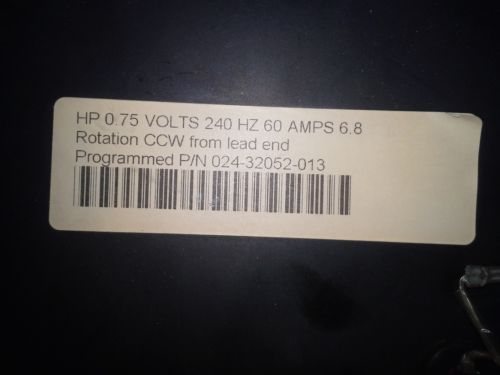 HP 0.75 VOLTS 240 HZ 60 AMPS 6.8
Rotation CCW from lead end
Programmed P/N 024-32052-013